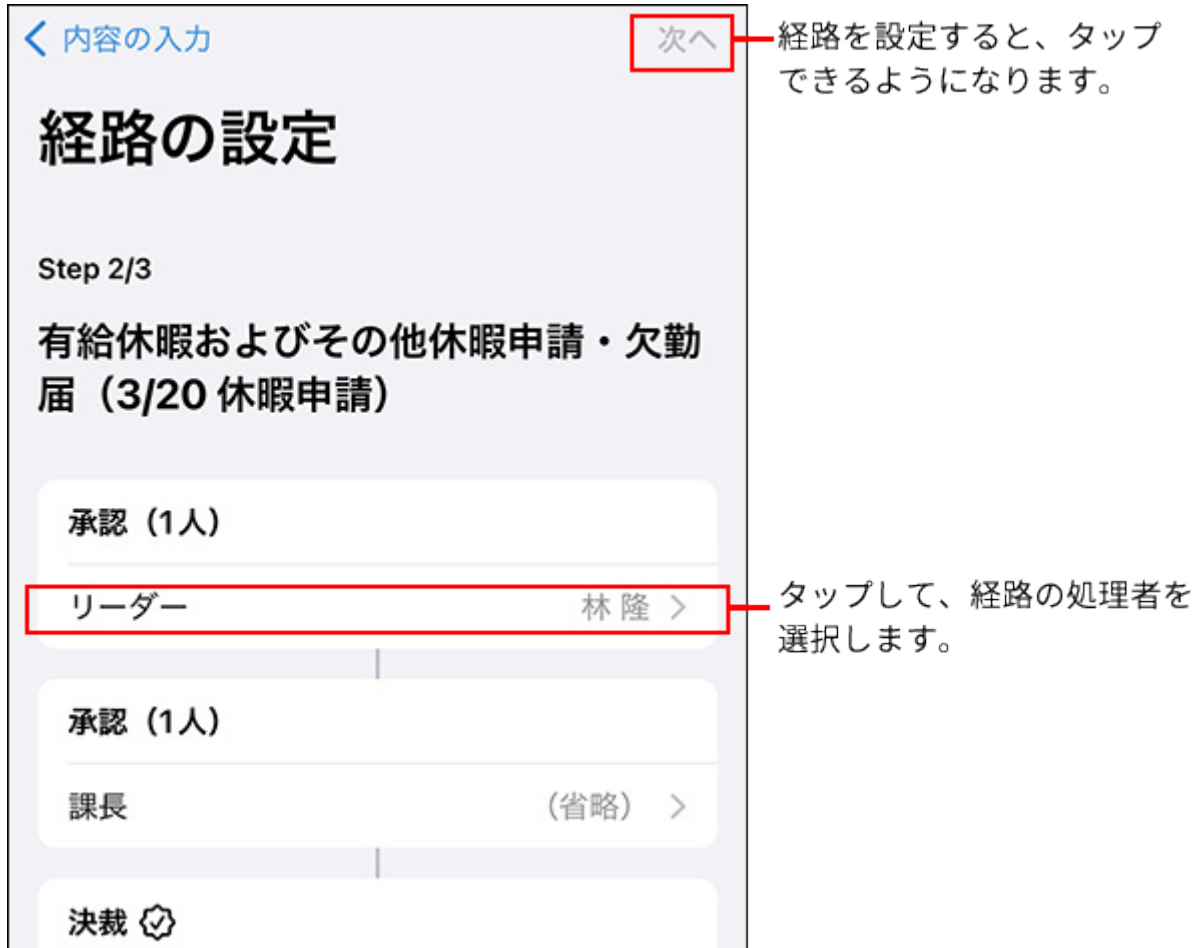 内容の入力
次へ
経路を設定すると、タップ
できるようになります。
経路の設定
Step 2/3
有給休暇およびその他休暇申請・欠勤
届（3/20 休暇申請）
承認（1人）
リーダー 林 隆
タップして、経路の処理者を
選択します。
承認（1人）
課長 （省略）
決裁